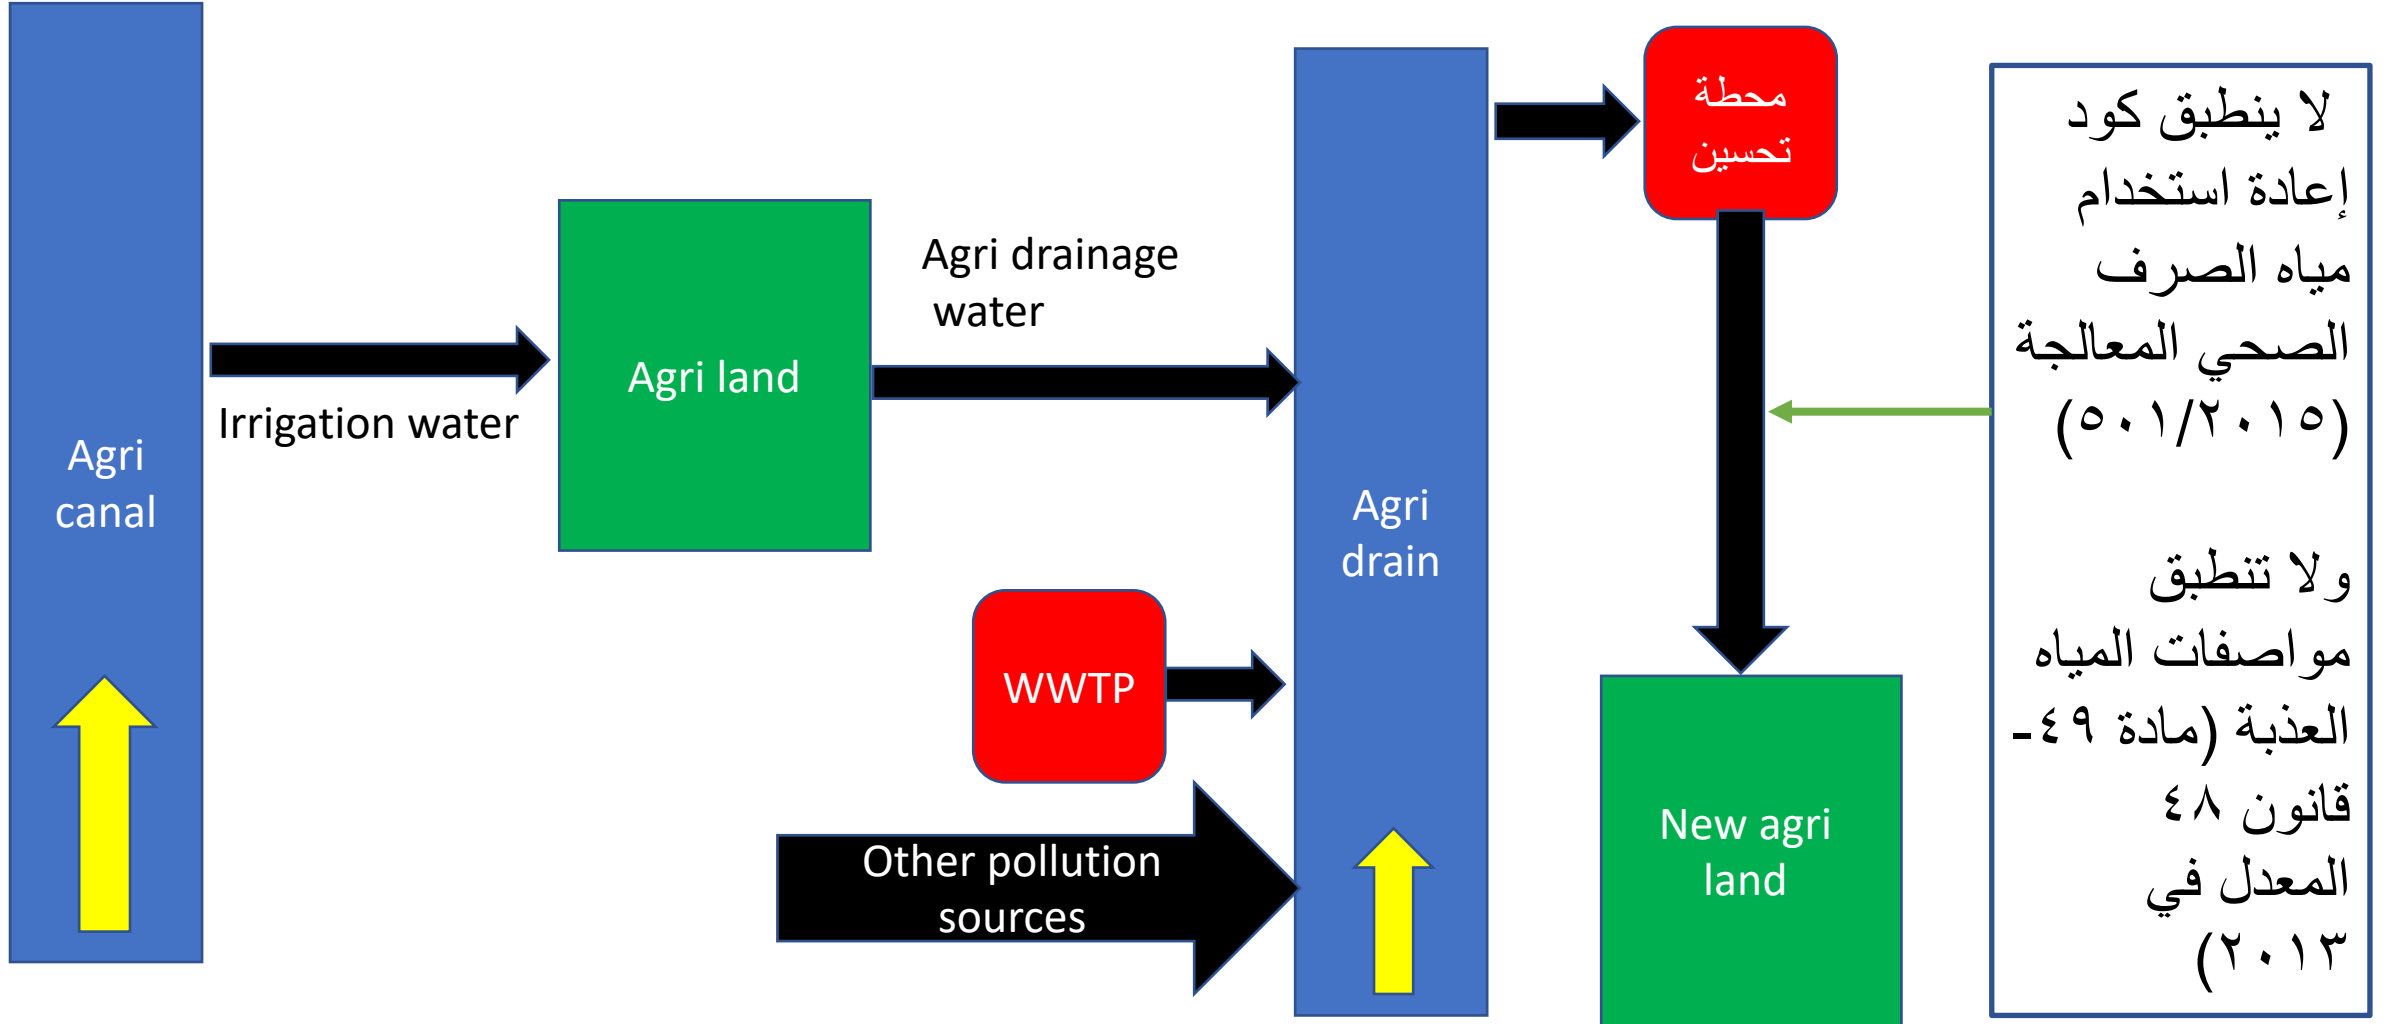 Agri
canal
Irrigation water
Agri land
Agri drainage
water
WWTP
Other pollution
sources
Agri
drain
محطة
تحسين
New agri
land
لا ينطبق كود
إعادة استخدام
مياه الصرف
الصحي المعالجة
(٥٠١/٢٠١٥)
ولا تنطبق
مواصفات المياه
العذبة (مادة ٤٩-
قانون ٤٨
المعدل في
٢٠١٣)